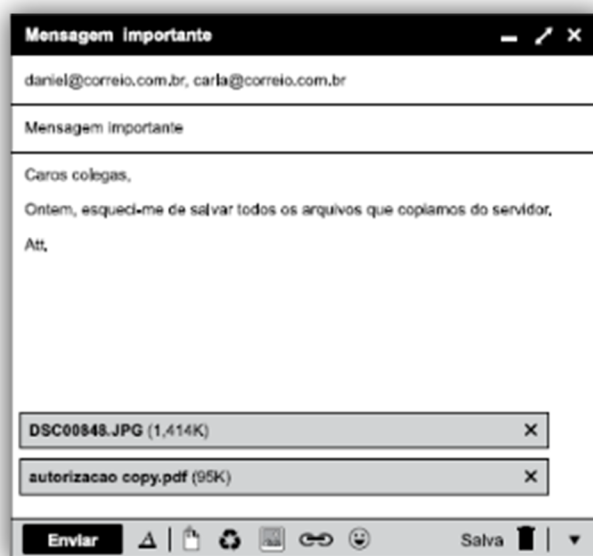 Mensagem importante
daniel@correio.com.br, carla@correio.com.br
Mensagem importante
Caros colegas,
Ontem, esqueci-me de salvar todos os arquivos que copiamos do servidor.
Att,
DSC00848.JPG (1,414K)
autorizacao copy.pdf (95K)
Enviar A Salva